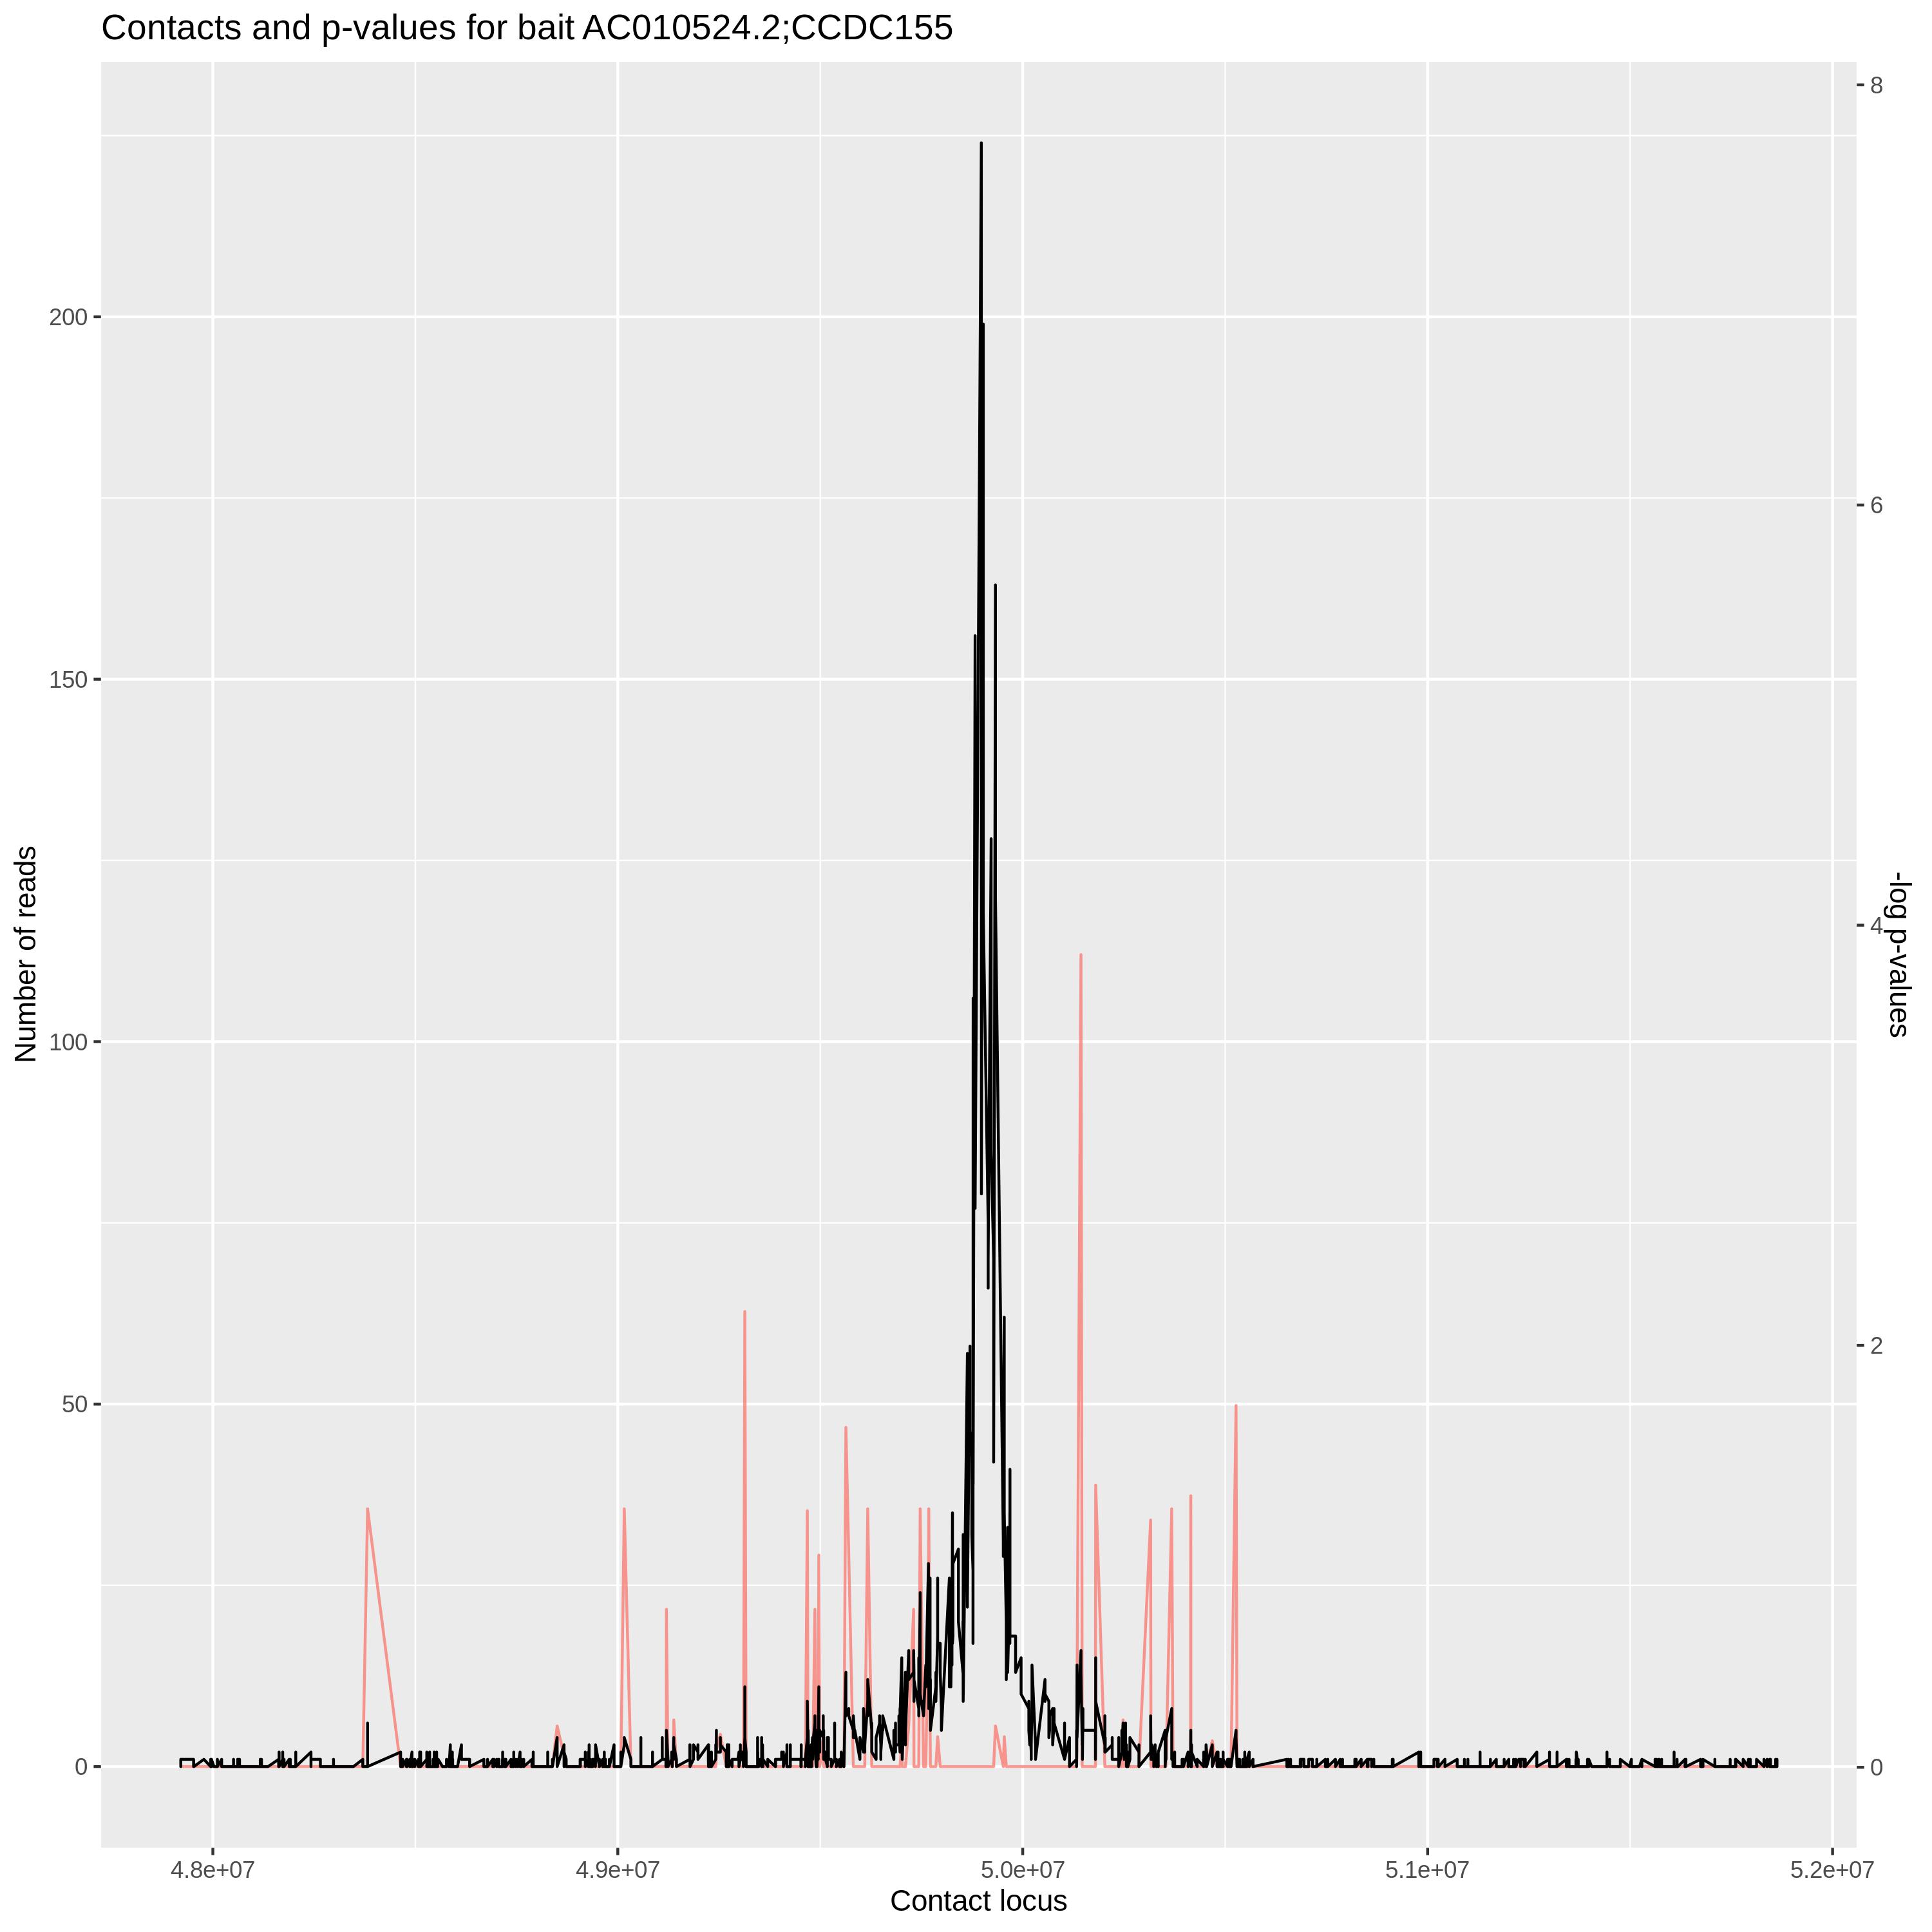 Contacts and p-values for bait AC010524.2;CCDC155
8
6
4
2
0
200
150
100
50
0
Number of reads
-log p-values
4.8e+07
4.9e+07
5.0e+07
5.1e+07
5.2e+07
Contact locus